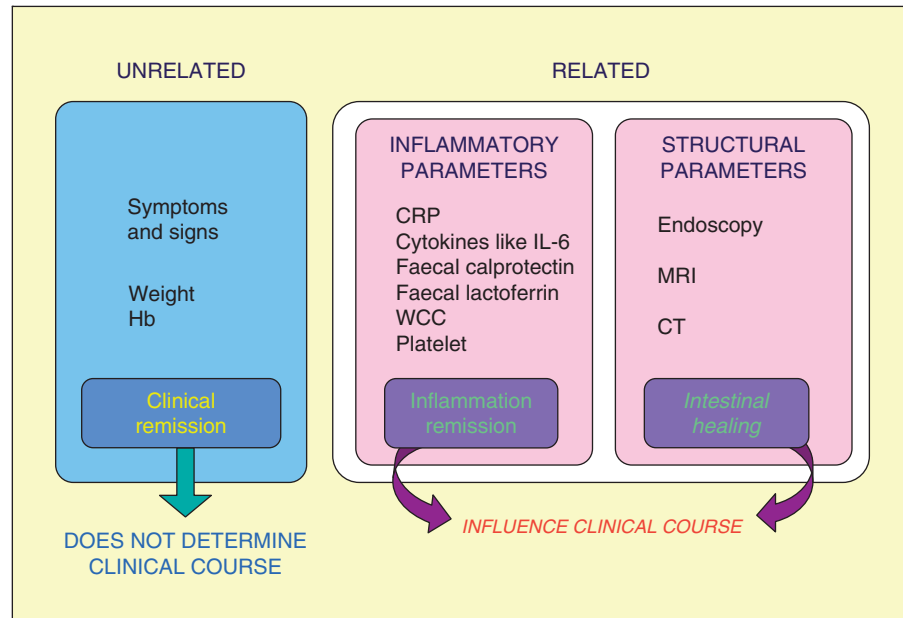 UNRELATED
Symptoms
and signs
Weight
Hb
Clinical
remission
DOES NOT DETERMINE
CLINICAL COURSE
RELATED
INFLAMMATORY
PARAMETERS
CRP
Cytokines like IL-6
Faecal calprotectin
Faecal lactoferrin
WCC
Platelet
Inflammation
remission
STRUCTURAL
PARAMETERS
Endoscopy
MRI
CT
Intestinal
healing
INFLUENCE CLINICAL COURSE